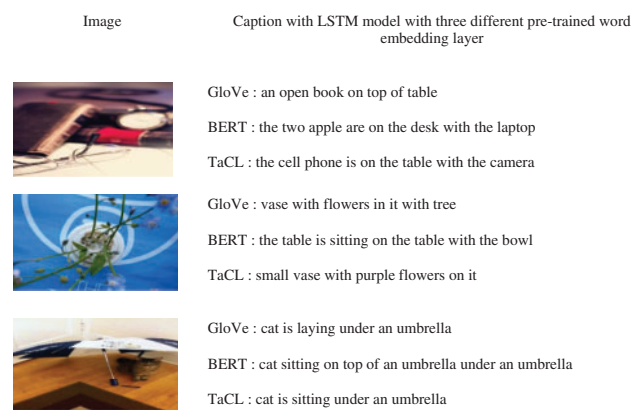 Image
Caption with LSTM model with three different pre-trained word
embedding layer
GloVe : an open book on top of table
BERT : the two apple are on the desk with the laptop
TaCL : the cell phone is on the table with the camera
GloVe : vase with flowers in it with tree
BERT : the table is sitting on the table with the bowl
TaCL : small vase with purple flowers on it
GloVe : cat is laying under an umbrella
BERT : cat sitting on top of an umbrella under an umbrella
TaCL : cat is sitting under an umbrella